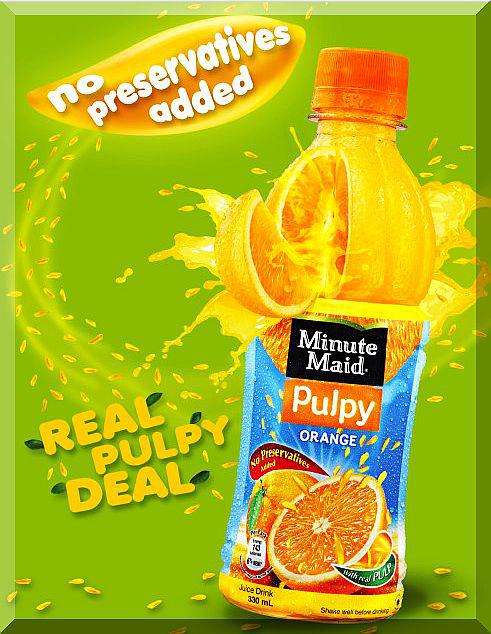 no
preservatives
added
REAL
PULPY
DEAL
Minute
Maid
Pulpy
ORANGE
No Preservatives
Added
with real PULP
Juice Drink
330 mL
Shake well before drinking